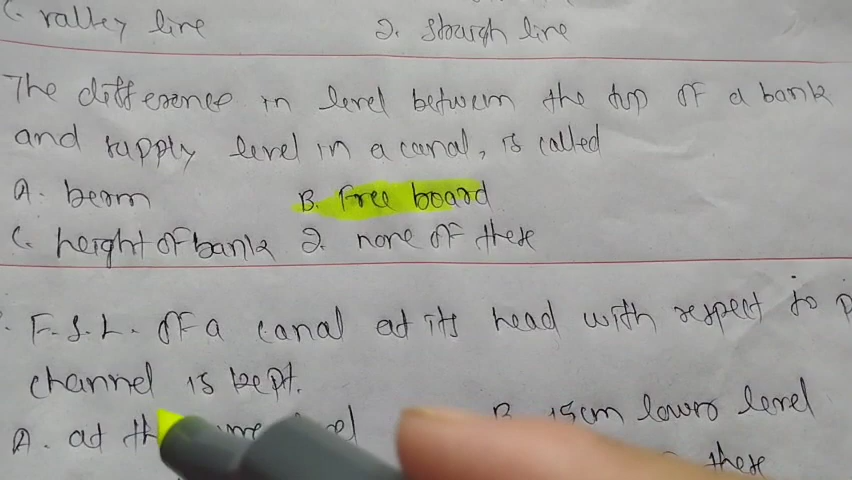 C. valley line D. straigh line
The difference in level between the top of a bank
and supply level in a canal, is called
A. berm B. Free board
C. height of bank D. none of these
F.S.L. of a canal at its head with respect to
channel is kept.
A. at B. 15cm lower level
these